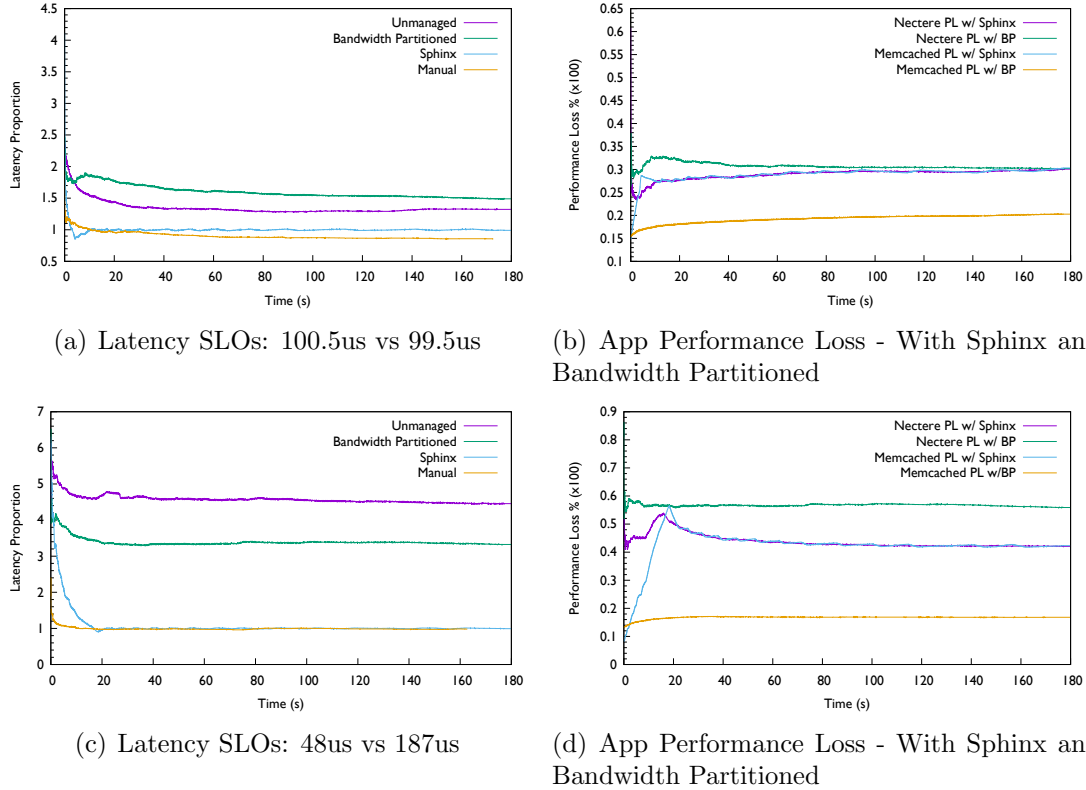 4.5
4
3.5
3
2.5
2
1.5
1
0.5
0 20 40 60 80 100 120 140 160 180
Latency Proportion
Time (s)
Unmanaged
Bandwidth Partitioned
Sphinx
Manual
(a) Latency SLOs: 100.5us vs 99.5us
0.65
0.6
0.55
0.5
0.45
0.4
0.35
0.3
0.25
0.2
0.15
0.1
0 20 40 60 80 100 120 140 160 180
Performance Loss % (x100)
Time (s)
Nectere PL w/ Sphinx
Nectere PL w/ BP
Memcached PL w/ Sphinx
Memcached PL w/ BP
(b) App Performance Loss - With Sphinx an
Bandwidth Partitioned
7
6
5
4
3
2
1
0
0 20 40 60 80 100 120 140 160 180
Latency Proportion
Time (s)
Unmanaged
Bandwidth Partitioned
Sphinx
Manual
(c) Latency SLOs: 48us vs 187us
0.9
0.8
0.7
0.6
0.5
0.4
0.3
0.2
0.1
0
0 20 40 60 80 100 120 140 160 180
Performance Loss % (x100)
Time (s)
Nectere PL w/ Sphinx
Nectere PL w/ BP
Memcached PL w/ Sphinx
Memcached PL w/BP
(d) App Performance Loss - With Sphinx an
Bandwidth Partitioned